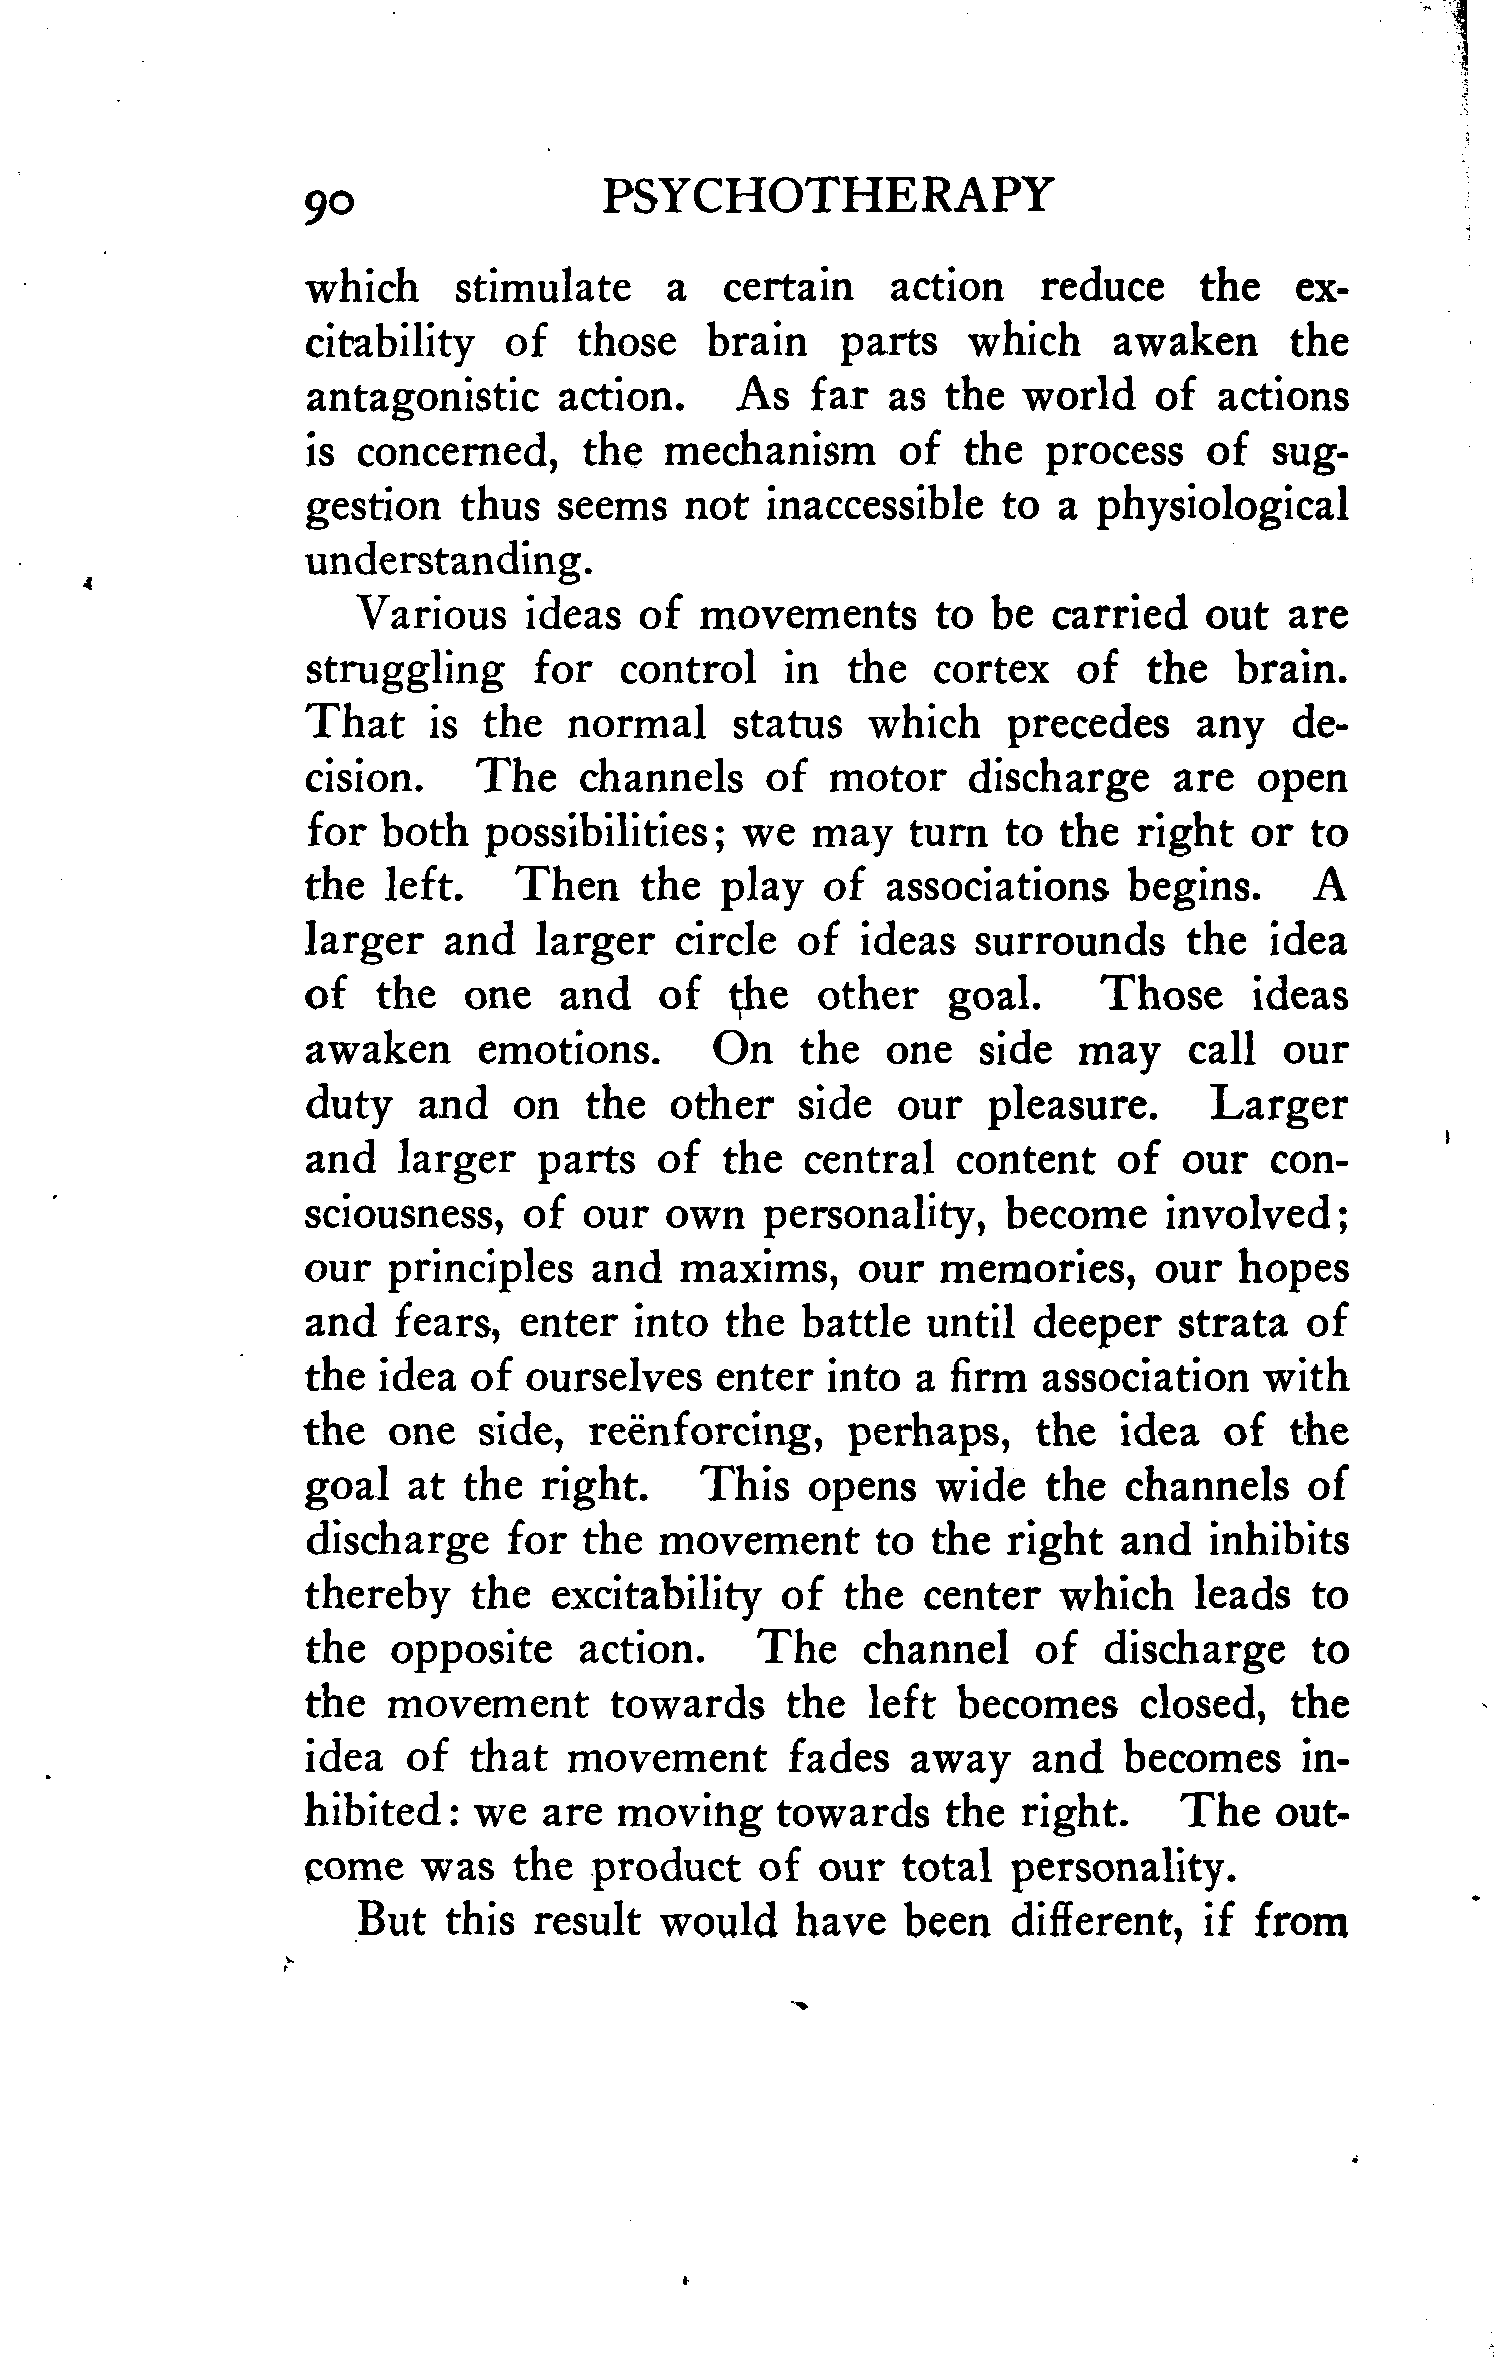 90 PSYCHOTHERAPY
which stimulate a certain action reduce the ex-
citability of those brain parts which awaken the
antagonistic action. As far as the world of actions
is concerned, the mechanism of the process of sug-
gestion thus seems not inaccessible to a physiological
understanding.
Various ideas of movements to be carried out are
struggling for control in the cortex of the brain.
That is the normal status which precedes any de-
cision. The channels of motor discharge are open
for both possibilities; we may turn to the right or to
the left. Then the play of associations begins. A
larger and larger circle of ideas surrounds the idea
of the one and of the other goal. Those ideas
awaken emotions. On the one side may call our
duty and on the other side our pleasure. Larger
and larger parts of the central content of our con-
sciousness, of our own personality, become involved;
our principles and maxims, our memories, our hopes
and fears, enter into the battle until deeper strata of
the idea of ourselves enter into a firm association with
the one side, reënforcing, perhaps, the idea of the
goal at the right. This opens wide the channels of
discharge for the movement to the right and inhibits
thereby the excitability of the center which leads to
the opposite action. The channel of discharge to
the movement towards the left becomes closed, the
idea of that movement fades away and becomes in-
hibited: we are moving towards the right. The out-
come was the product of our total personality.
But this result would have been different, if from